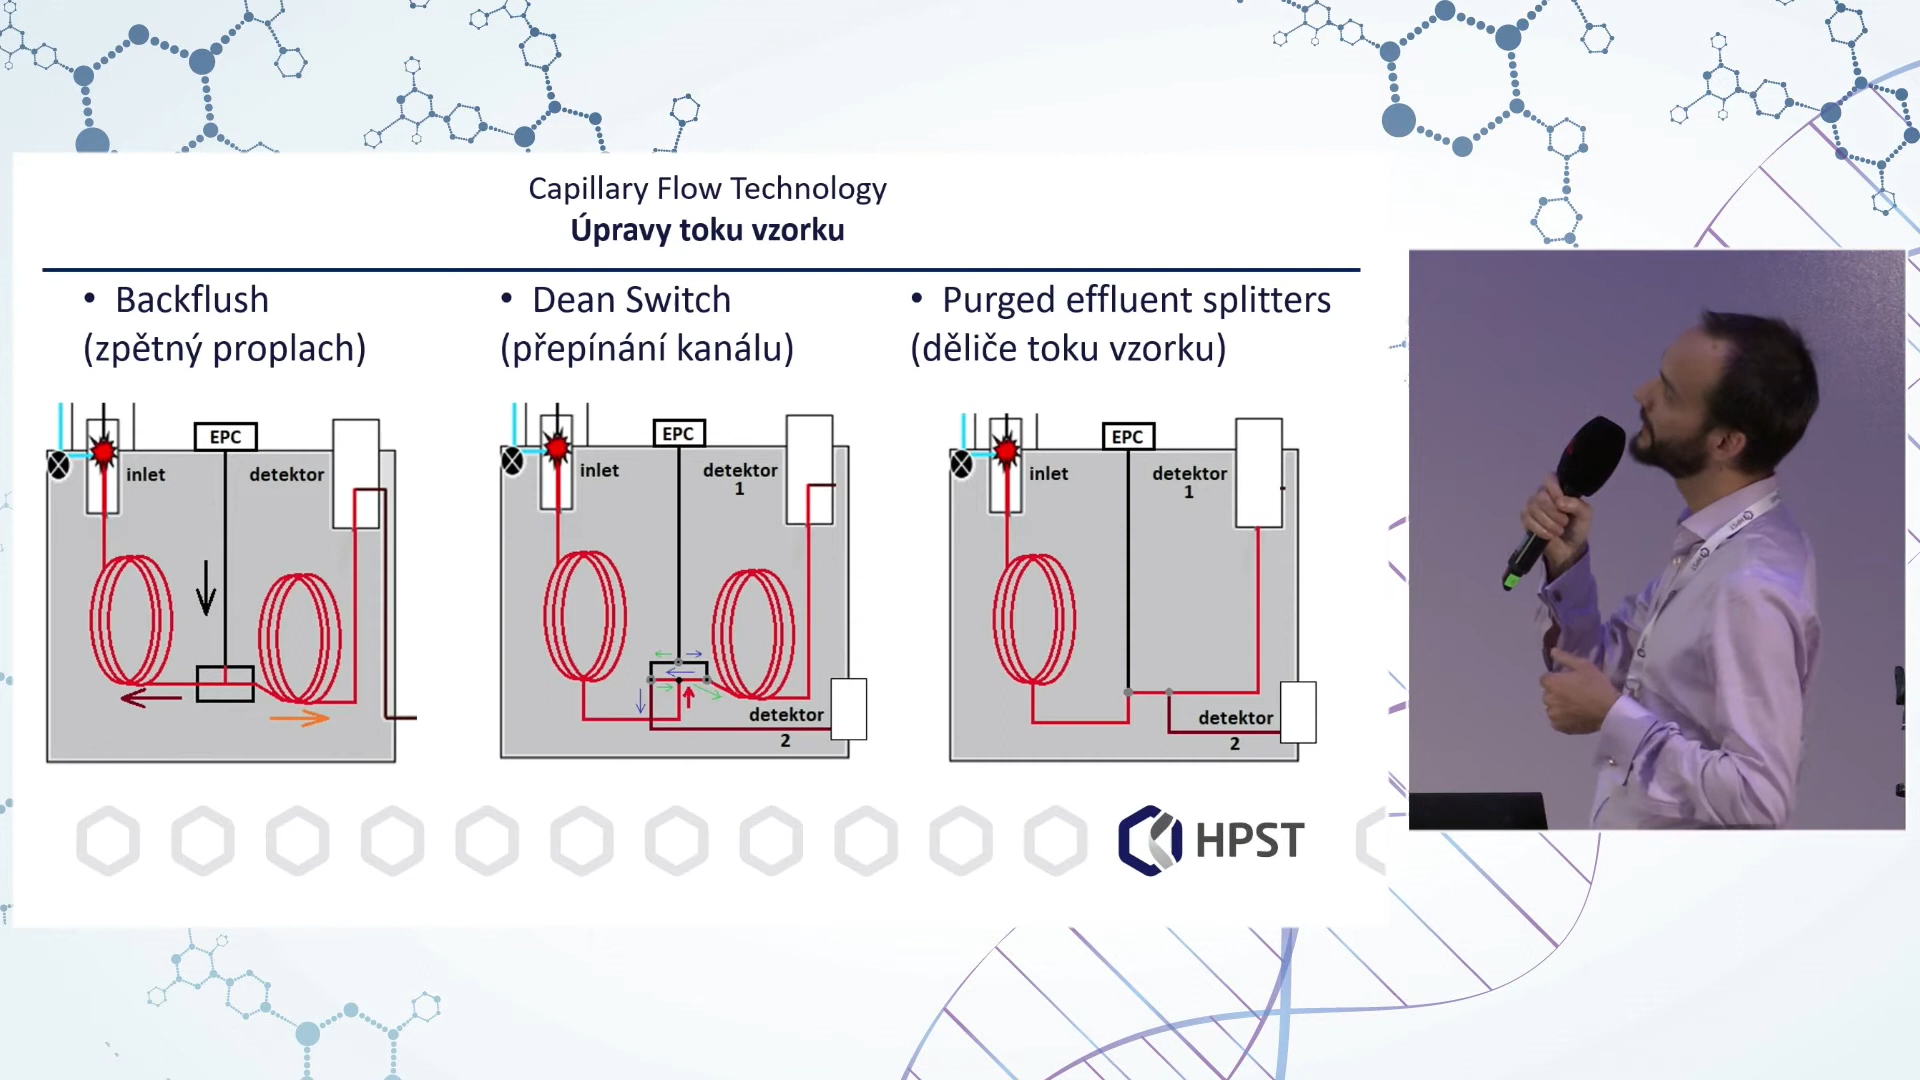 Capillary Flow Technology
Úpravy toku vzorku
• Backflush
(zpětný proplach)
• Dean Switch
(přepínání kanálu)
• Purged effluent splitters
(děliče toku vzorku)
EPC
inlet
detektor
EPC
inlet
detektor
1
detektor
2
EPC
inlet
detektor
1
detektor
2
HPST
HPST